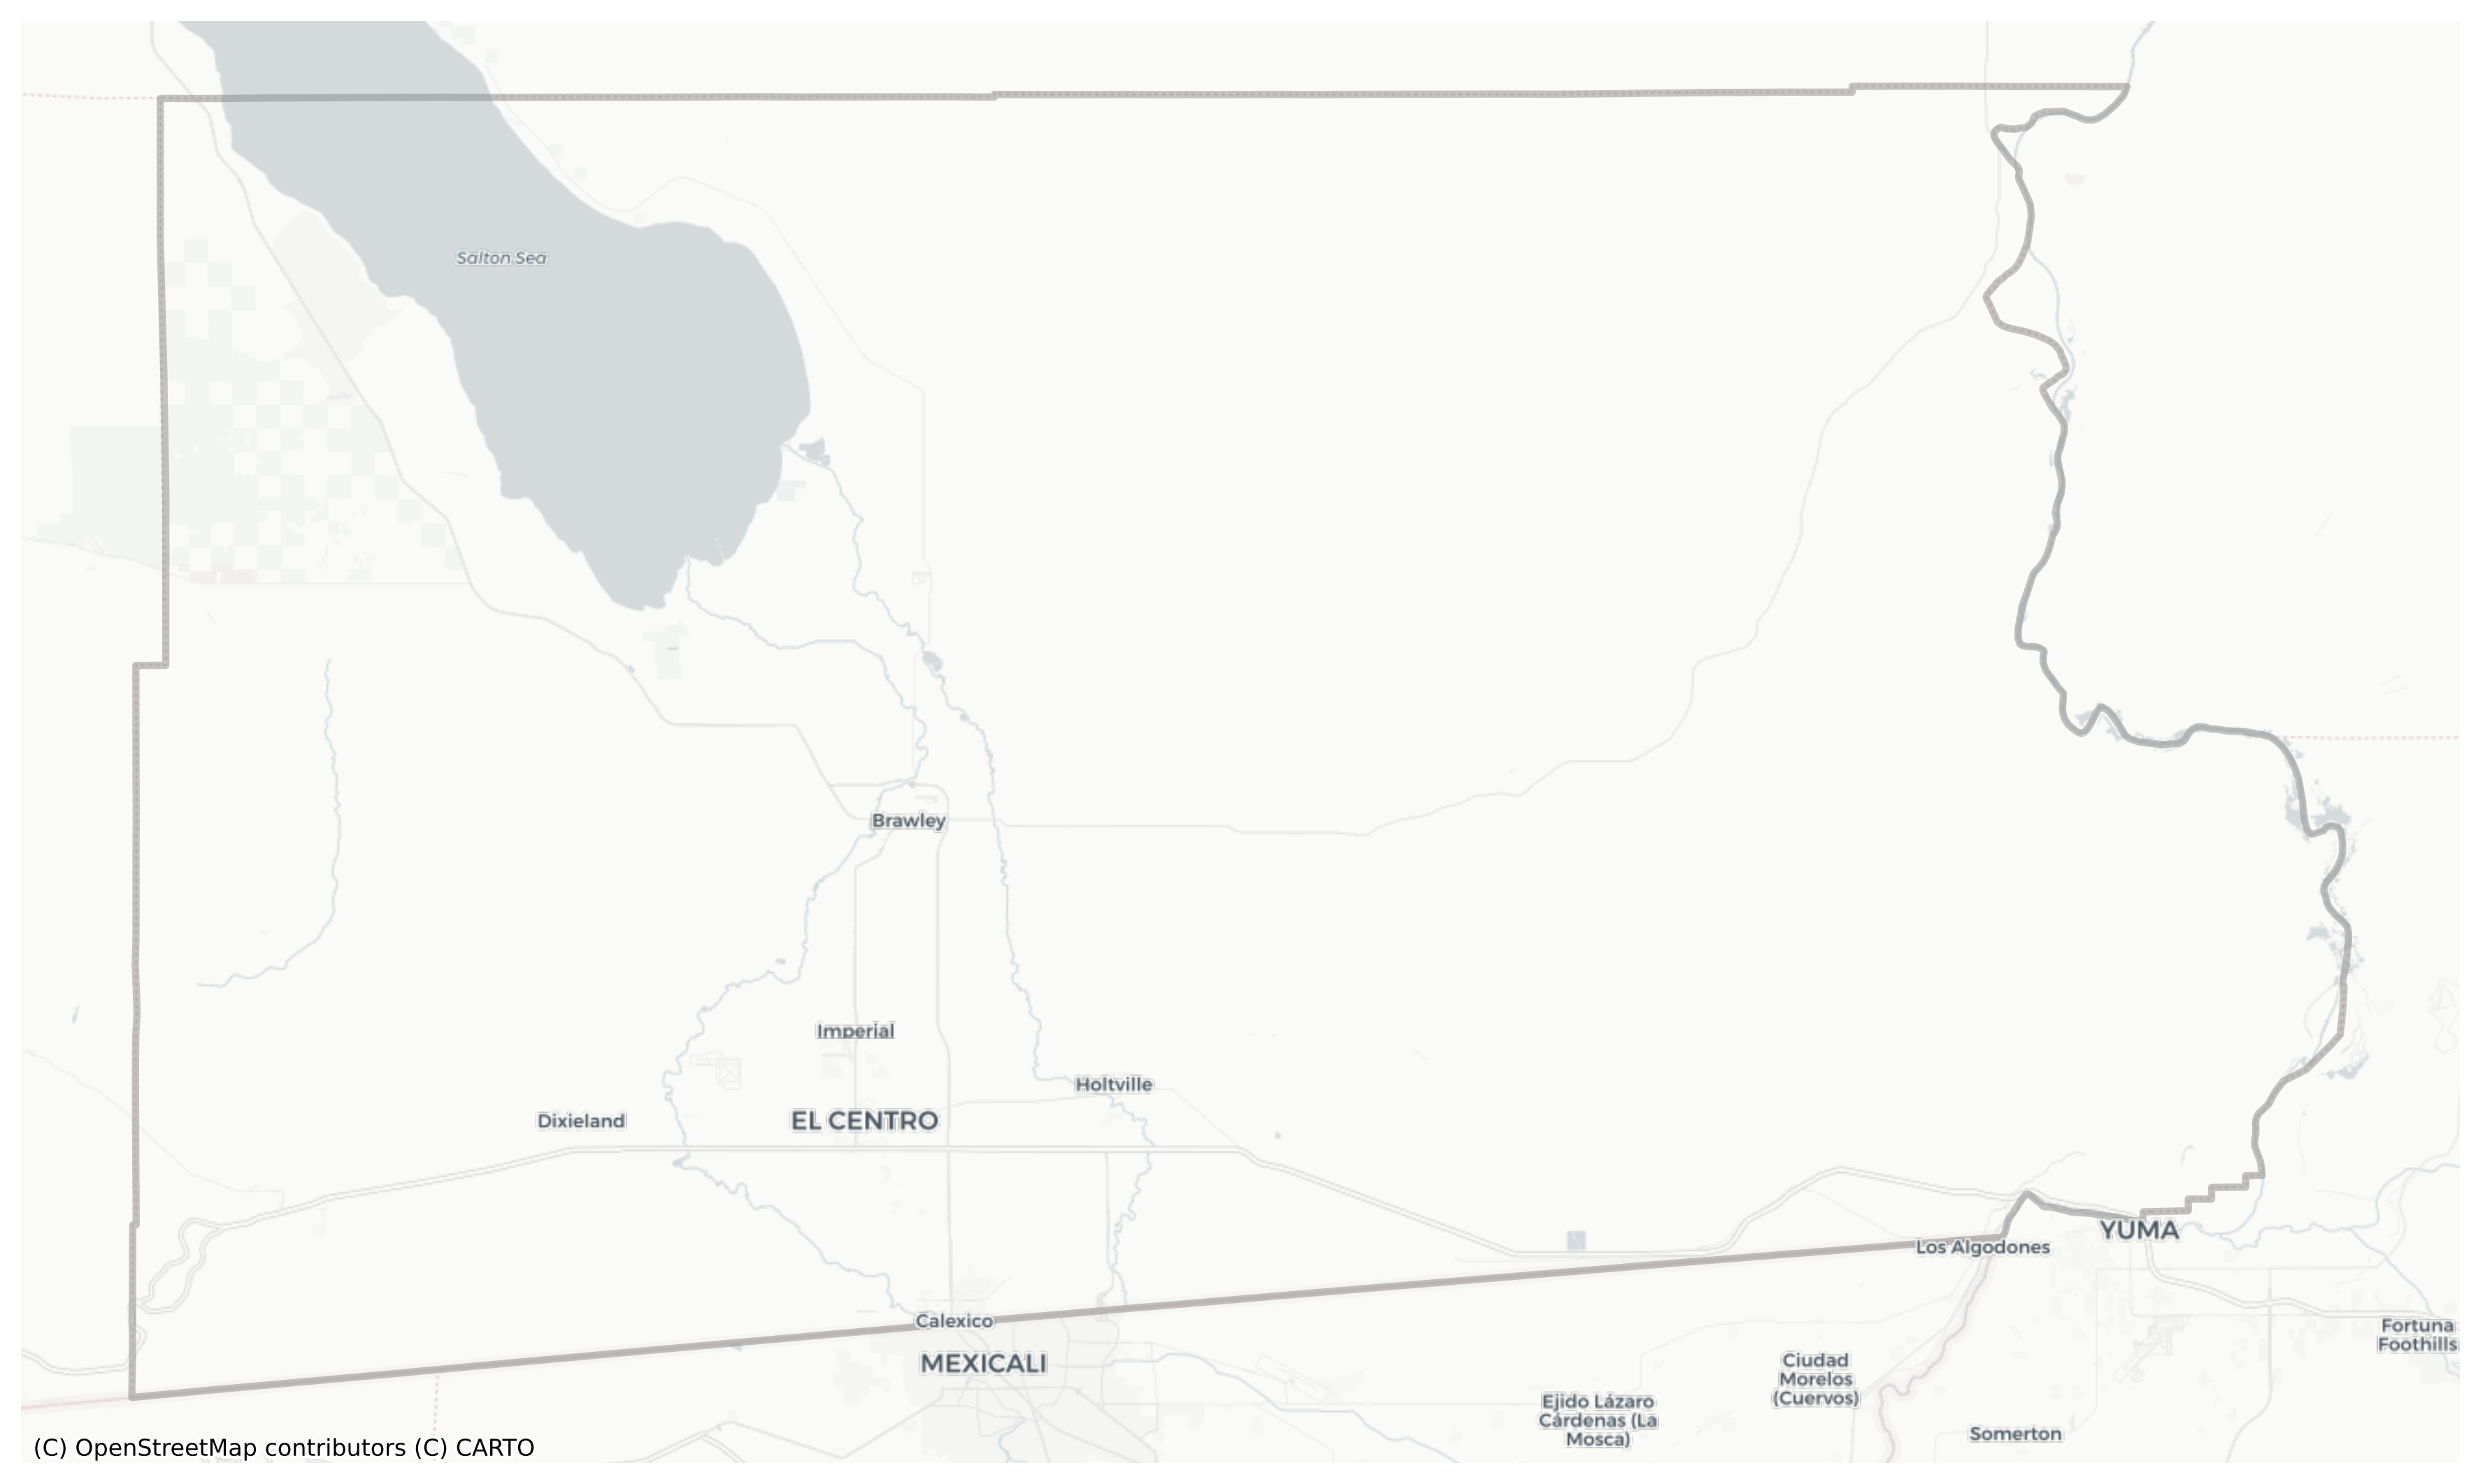 Salton Sea
Brawley
Imperial
Holtville
Dixieland
EL CENTRO
YUMA
Los Algodones
Calexico
Fortuna
Foothills
MEXICALI
Ciudad
Morelos
(Cuervos)
Ejido Lázaro
Cárdenas (La
Mosca)
Somerton
(C) OpenStreetMap contributors (C) CARTO